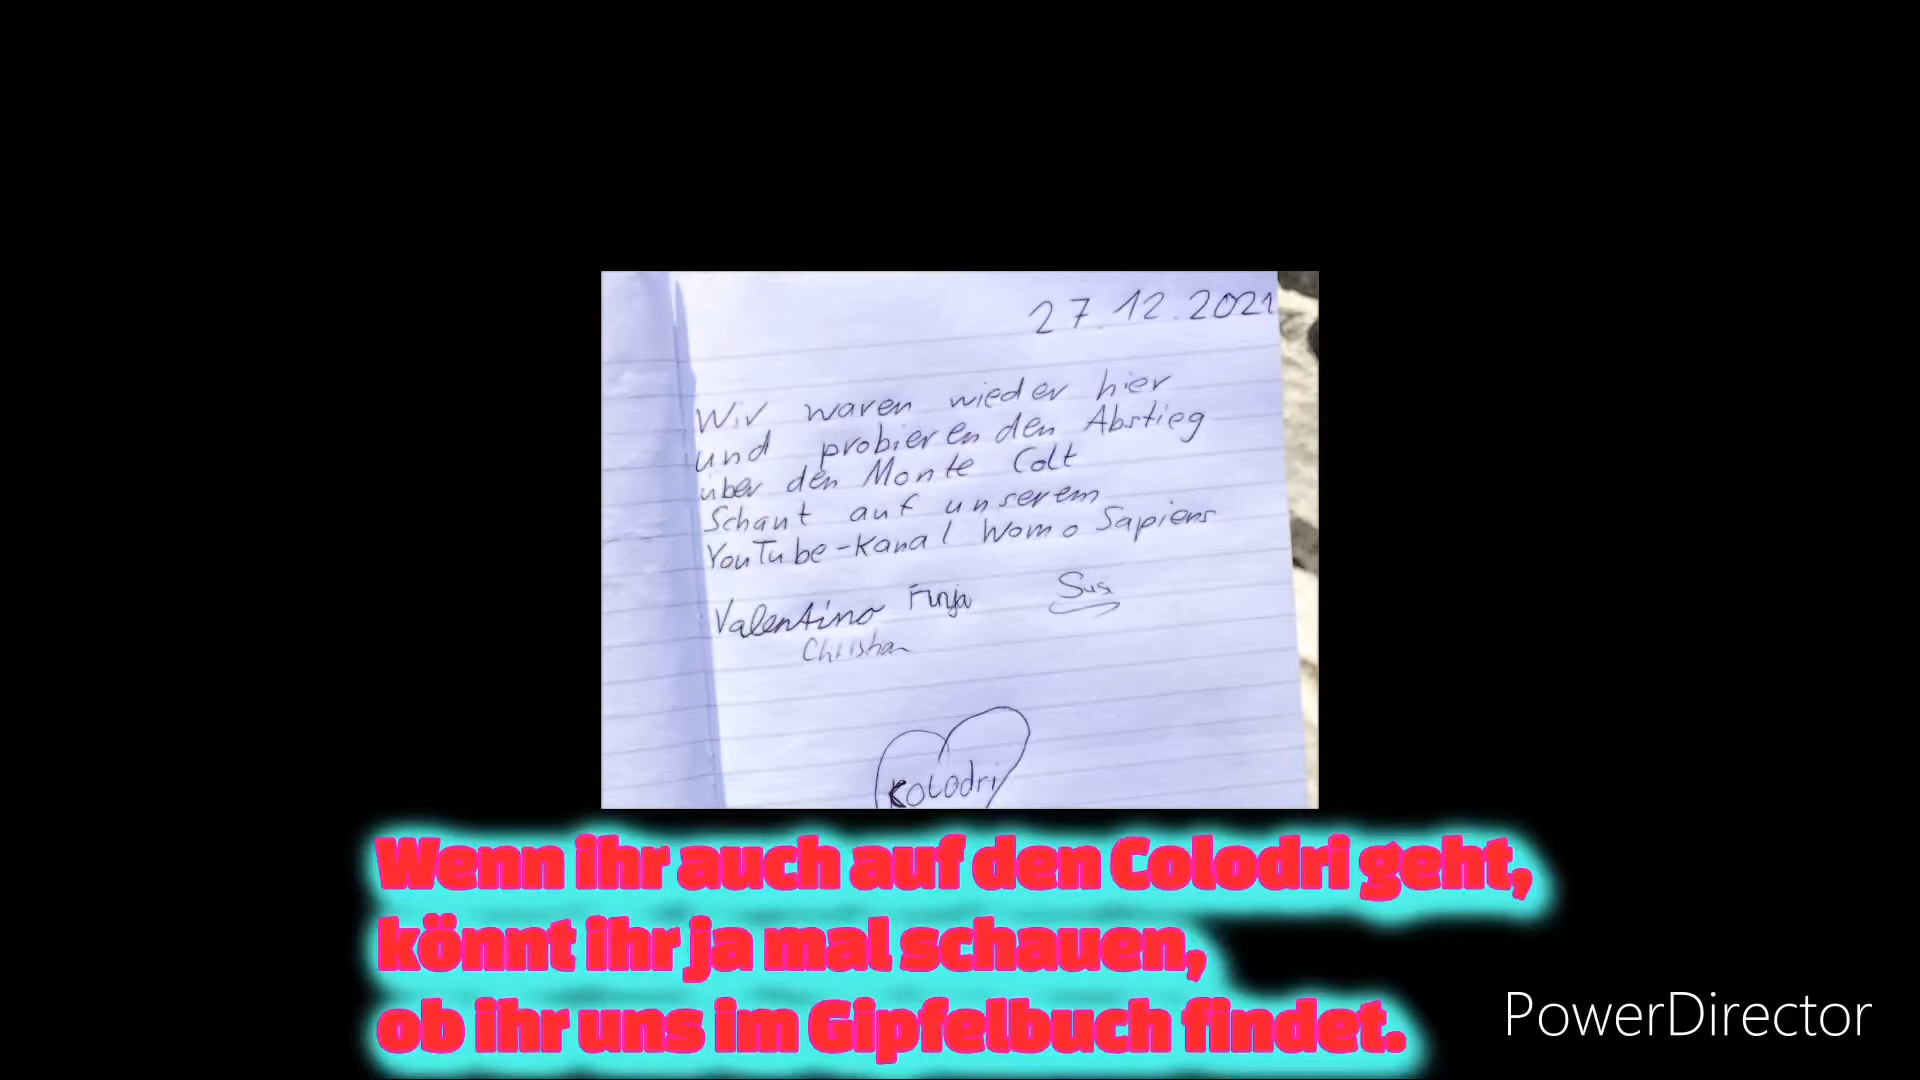 27.12.2021
Wir waren wieder hier
und probieren den Abstieg
über den Monte Colt
Schaut auf unserem
YouTube-Kanal Womo Sapiens
Valentino Finja Susi
Christian
Kolodri
Wenn ihr auch auf den Colodri geht,
könnt ihr ja mal schauen,
ob ihr uns im Gipfelbuch findet.
PowerDirector